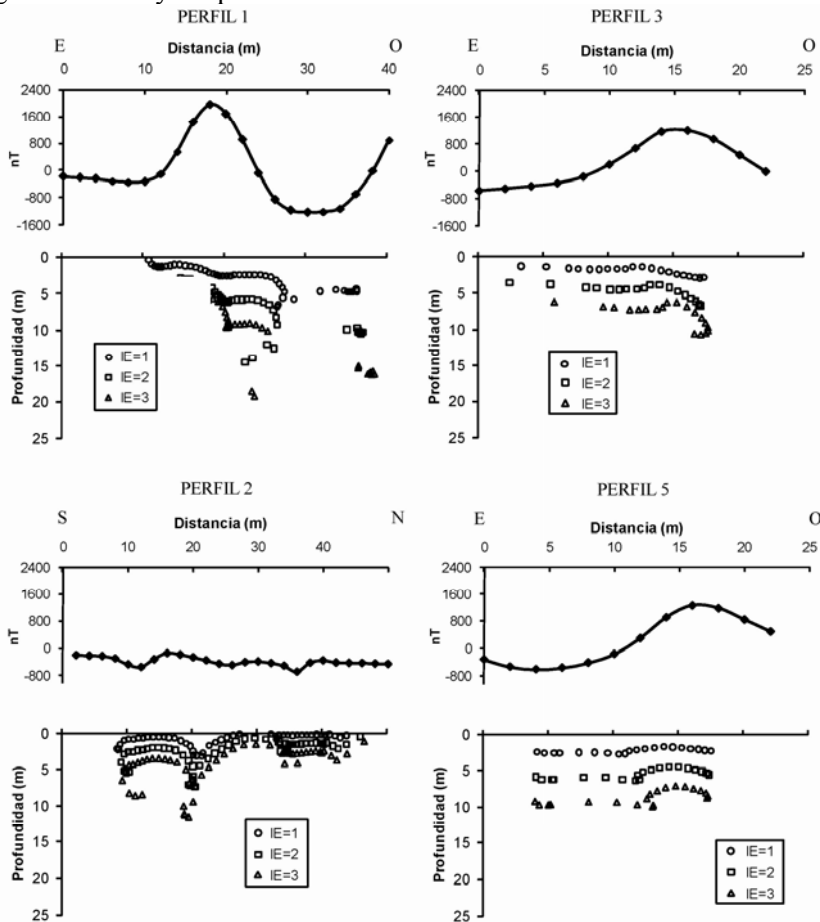 PERFIL 1
Distancia (m)
E O
0 10 20 30 40
2400
1600
800
0
-800
-1600
nT
0
5
10
15
20
25
Profundidad (m)
IE=1
IE=2
IE=3
PERFIL 3
Distancia (m)
E O
0 5 10 15 20 25
2400
1600
800
0
-800
-1600
nT
0
5
10
15
20
25
Profundidad (m)
IE=1
IE=2
IE=3
PERFIL 2
Distancia (m)
S N
0 10 20 30 40
2400
1600
800
0
-800
nT
0
5
10
15
20
25
Profundidad (m)
IE=1
IE=2
IE=3
PERFIL 5
Distancia (m)
E O
0 5 10 15 20 25
2400
1600
800
0
-800
nT
0
5
10
15
20
25
Profundidad (m)
IE=1
IE=2
IE=3